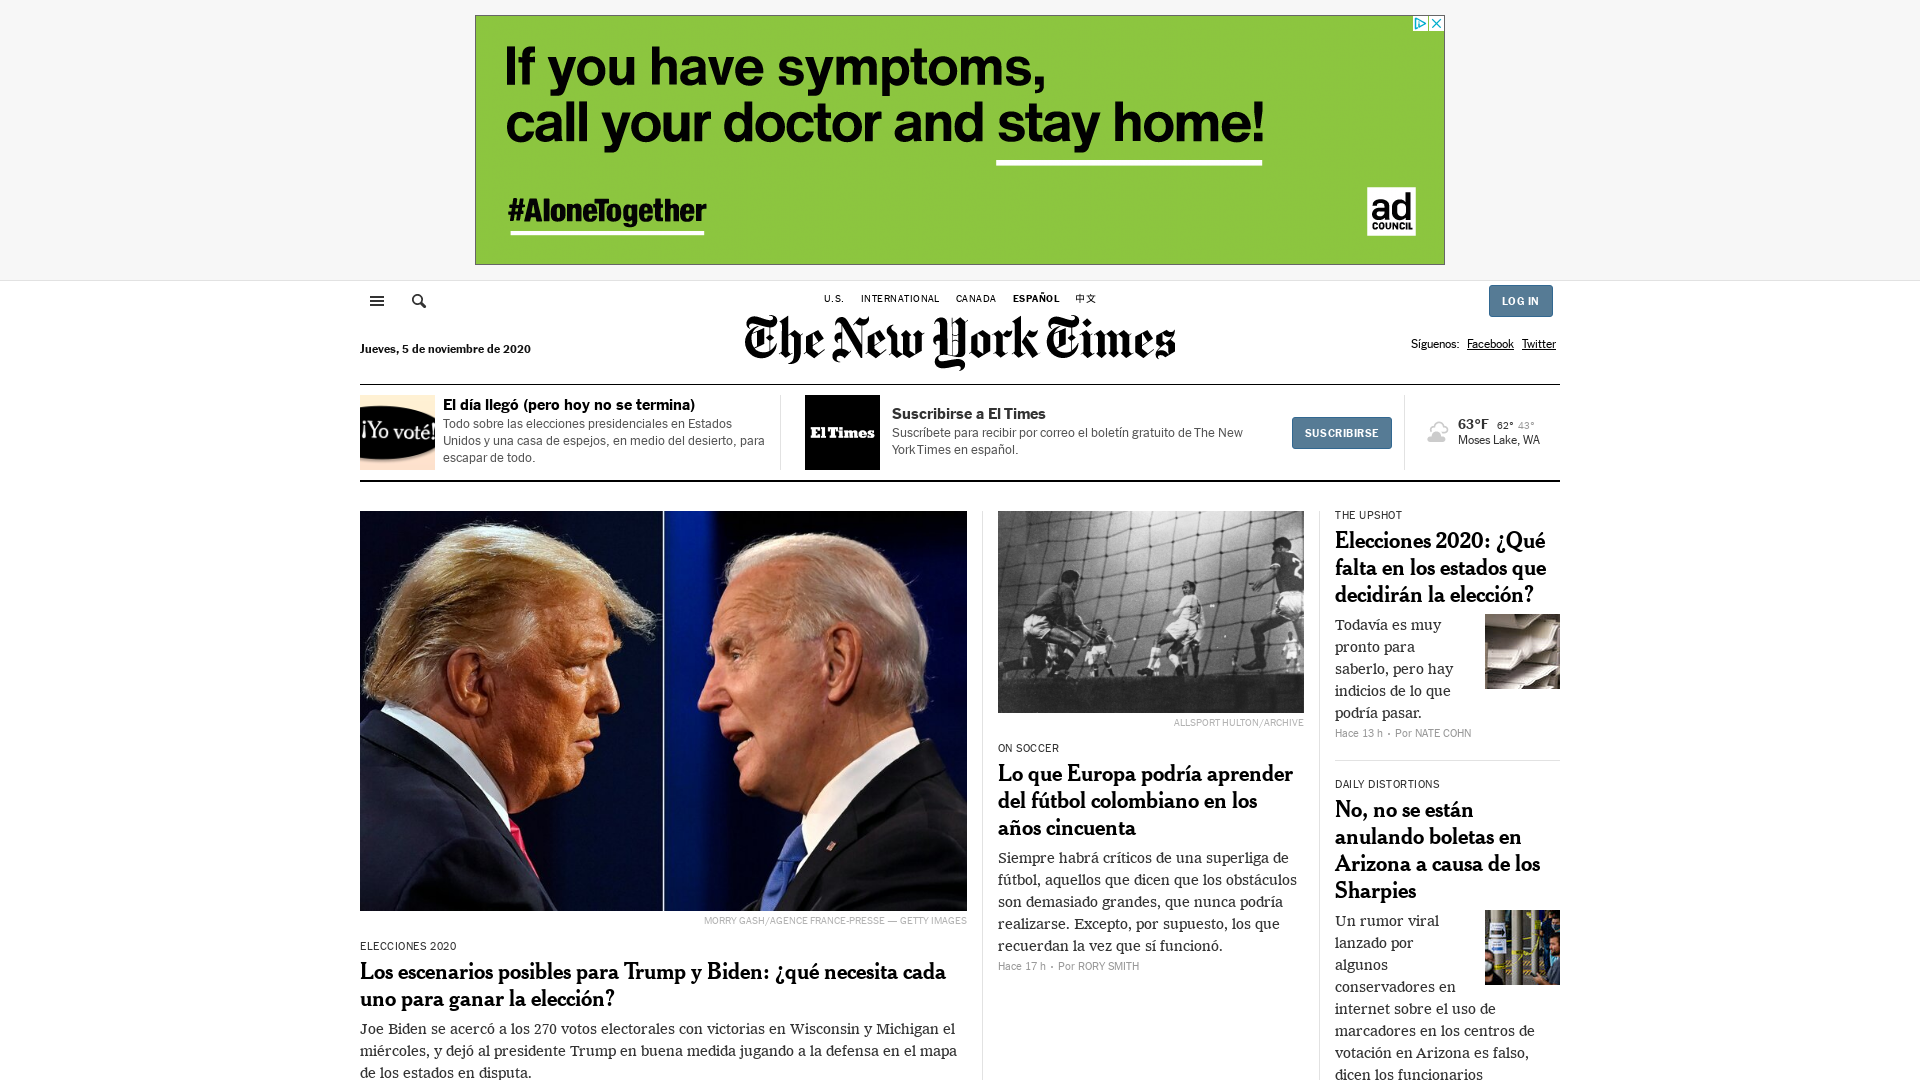 If you have symptoms,
call your doctor and stay home!
#AloneTogether
ad
COUNCIL
U.S. INTERNATIONAL CANADA ESPAÑOL 中文
LOG IN
The New York Times
Jueves, 5 de noviembre de 2020
Síguenos: Facebook Twitter
¡Yo voté!
El día llegó (pero hoy no se termina)
Todo sobre las elecciones presidenciales en Estados
Unidos y una casa de espejos, en medio del desierto, para
escapar de todo.
El Times
Suscribirse a El Times
Suscríbete para recibir por correo el boletín gratuito de The New
York Times en español.
SUSCRIBIRSE
63°F 62° 43°
Moses Lake, WA
MORRY GASH/AGENCE FRANCE-PRESSE — GETTY IMAGES
ELECCIONES 2020
Los escenarios posibles para Trump y Biden: ¿qué necesita cada
uno para ganar la elección?
Joe Biden se acercó a los 270 votos electorales con victorias en Wisconsin y Michigan el
miércoles, y dejó al presidente Trump en buena medida jugando a la defensa en el mapa
de los estados en disputa.
2
ALLSPORT HULTON/ARCHIVE
ON SOCCER
Lo que Europa podría aprender
del fútbol colombiano en los
años cincuenta
Siempre habrá críticos de una superliga de
fútbol, aquellos que dicen que los obstáculos
son demasiado grandes, que nunca podría
realizarse. Excepto, por supuesto, los que
recuerdan la vez que sí funcionó.
Hace 17 h • Por RORY SMITH
THE UPSHOT
Elecciones 2020: ¿Qué
falta en los estados que
decidirán la elección?
Todavía es muy
pronto para
saberlo, pero hay
indicios de lo que
podría pasar.
Hace 13 h • Por NATE COHN
DAILY DISTORTIONS
No, no se están
anulando boletas en
Arizona a causa de los
Sharpies
Un rumor viral
lanzado por
algunos
conservadores en
internet sobre el uso de
marcadores en los centros de
votación en Arizona es falso,
dicen los funcionarios